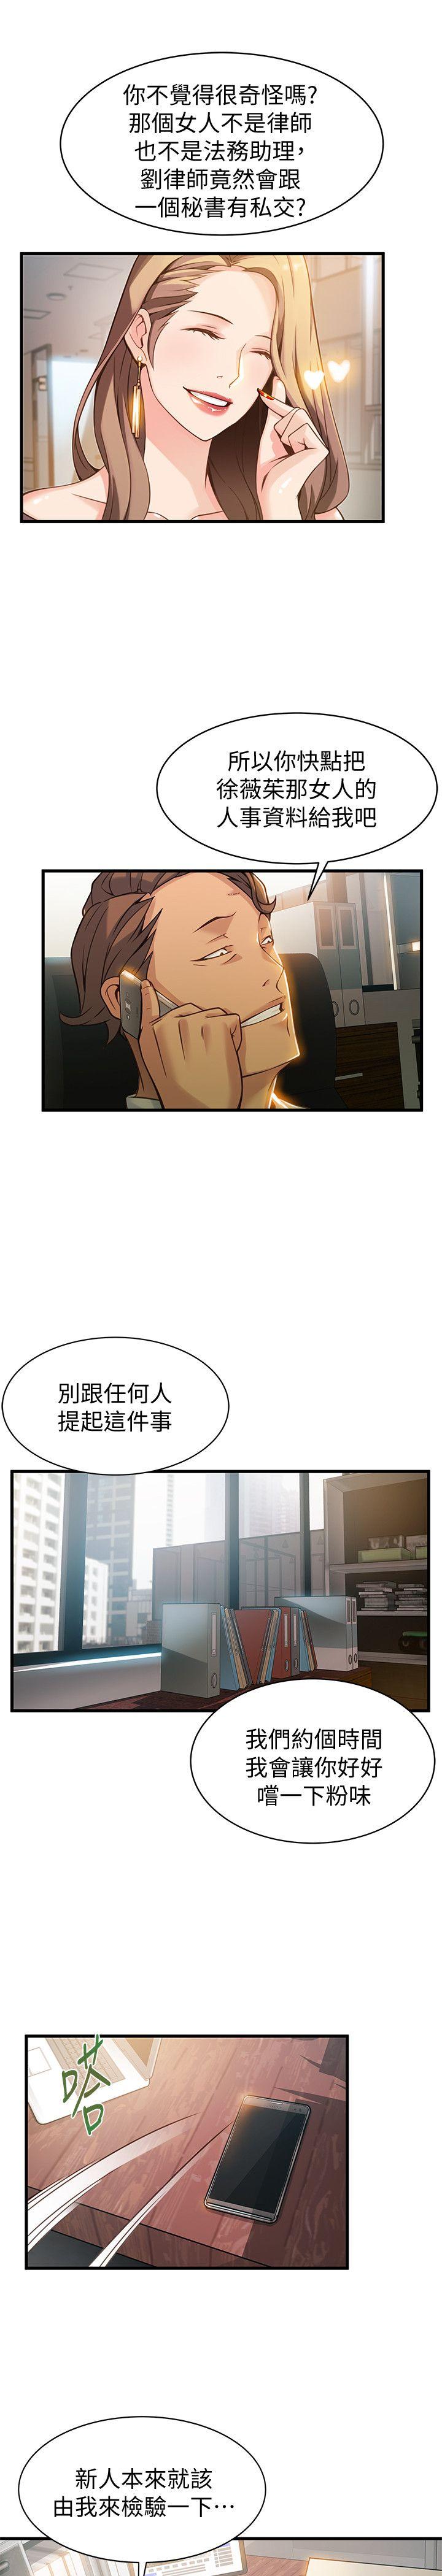 你不覺得很奇怪嗎?
那個女人不是律師
也不是法務助理，
劉律師竟然會跟
一個秘書有私交?
所以你快點把
徐薇茱那女人的
人事資料給我吧
別跟任何人
提起這件事
我們約個時間
我會讓你好好
嚐一下粉味
嗒
新人本來就該
由我來檢驗一下⋯